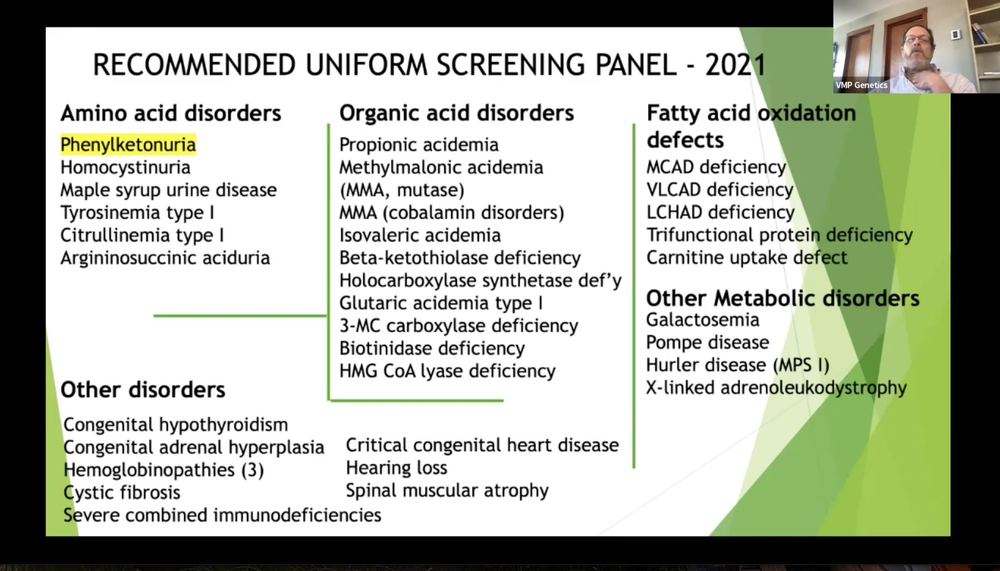 RECOMMENDED UNIFORM SCREENING PANEL - 2021
VMP Genetics
Amino acid disorders
Phenylketonuria
Homocystinuria
Maple syrup urine disease
Tyrosinemia type I
Citrullinemia type I
Argininosuccinic aciduria
Organic acid disorders
Propionic acidemia
Methylmalonic acidemia
(MMA, mutase)
MMA (cobalamin disorders)
Isovaleric acidemia
Beta-ketothiolase deficiency
Holocarboxylase synthetase def’y
Glutaric acidemia type I
3-MC carboxylase deficiency
Biotinidase deficiency
HMG CoA lyase deficiency
Fatty acid oxidation
defects
MCAD deficiency
VLCAD deficiency
LCHAD deficiency
Trifunctional protein deficiency
Carnitine uptake defect
Other Metabolic disorders
Galactosemia
Pompe disease
Hurler disease (MPS I)
X-linked adrenoleukodystrophy
Other disorders
Congenital hypothyroidism
Congenital adrenal hyperplasia
Hemoglobinopathies (3)
Cystic fibrosis
Severe combined immunodeficiencies
Critical congenital heart disease
Hearing loss
Spinal muscular atrophy